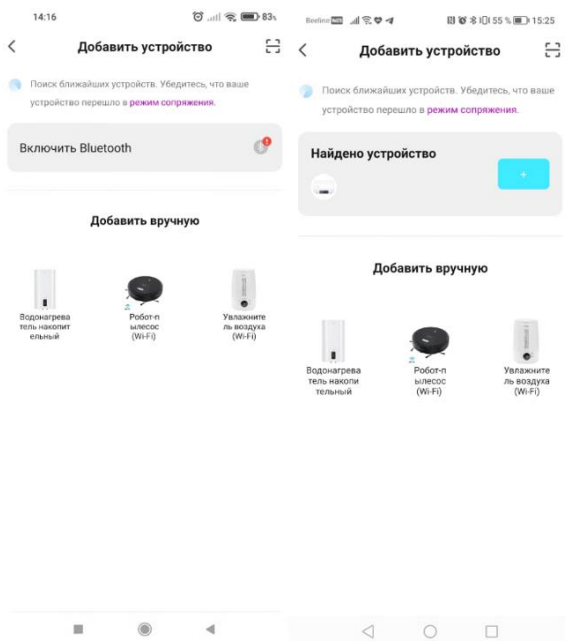 14:16
83%
Добавить устройство
Поиск ближайших устройств. Убедитесь, что ваше
устройство перешло в режим сопряжения.
Включить Bluetooth
Добавить вручную
Водонагрева
тель накопит
ельный
Робот-п
ылесос
(Wi-Fi)
Увлажните
ль воздуха
(Wi-Fi)
Beeline
55 %
15:25
Добавить устройство
Поиск ближайших устройств. Убедитесь, что ваше
устройство перешло в режим сопряжения.
Найдено устройство
+
Добавить вручную
Водонагрева
тель накопи
тельный
Робот-п
ылесос
(Wi-Fi)
Увлажните
ль воздуха
(Wi-Fi)